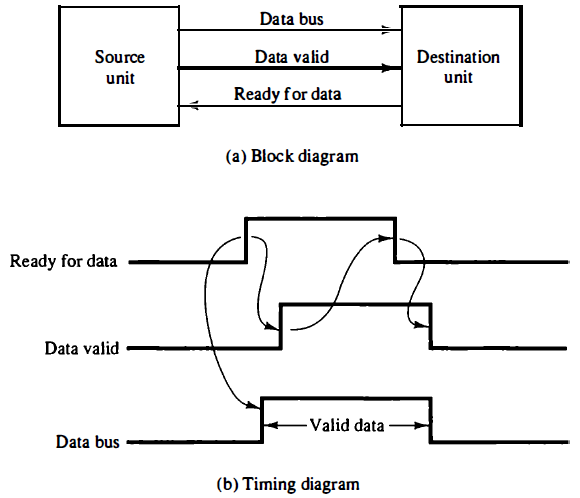 Data bus
Source
unit
Data valid
Destination
unit
Ready for data
(a) Block diagram
Ready for data
Data valid
Valid data
Data bus
(b) Timing diagram